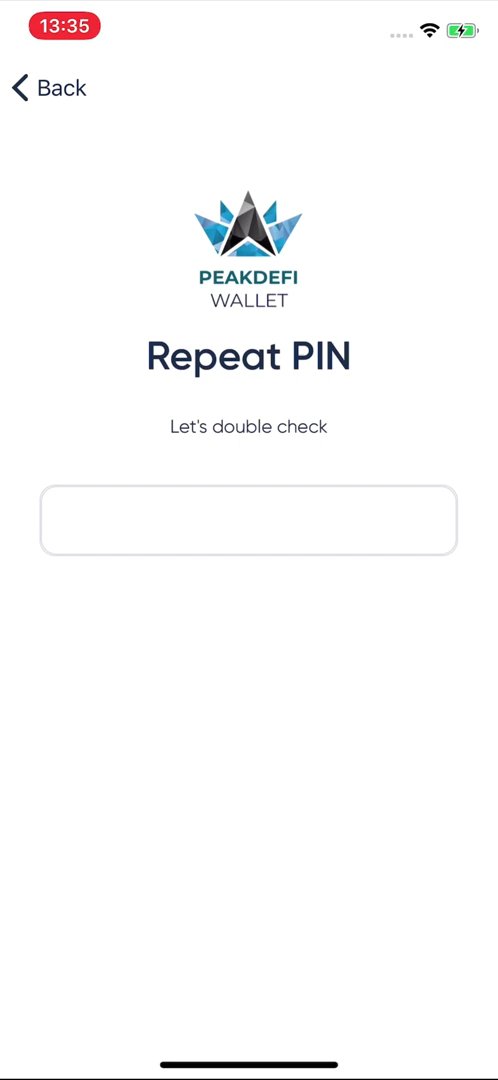 13:35
Back
PEAKDEFI
WALLET
Repeat PIN
Let's double check